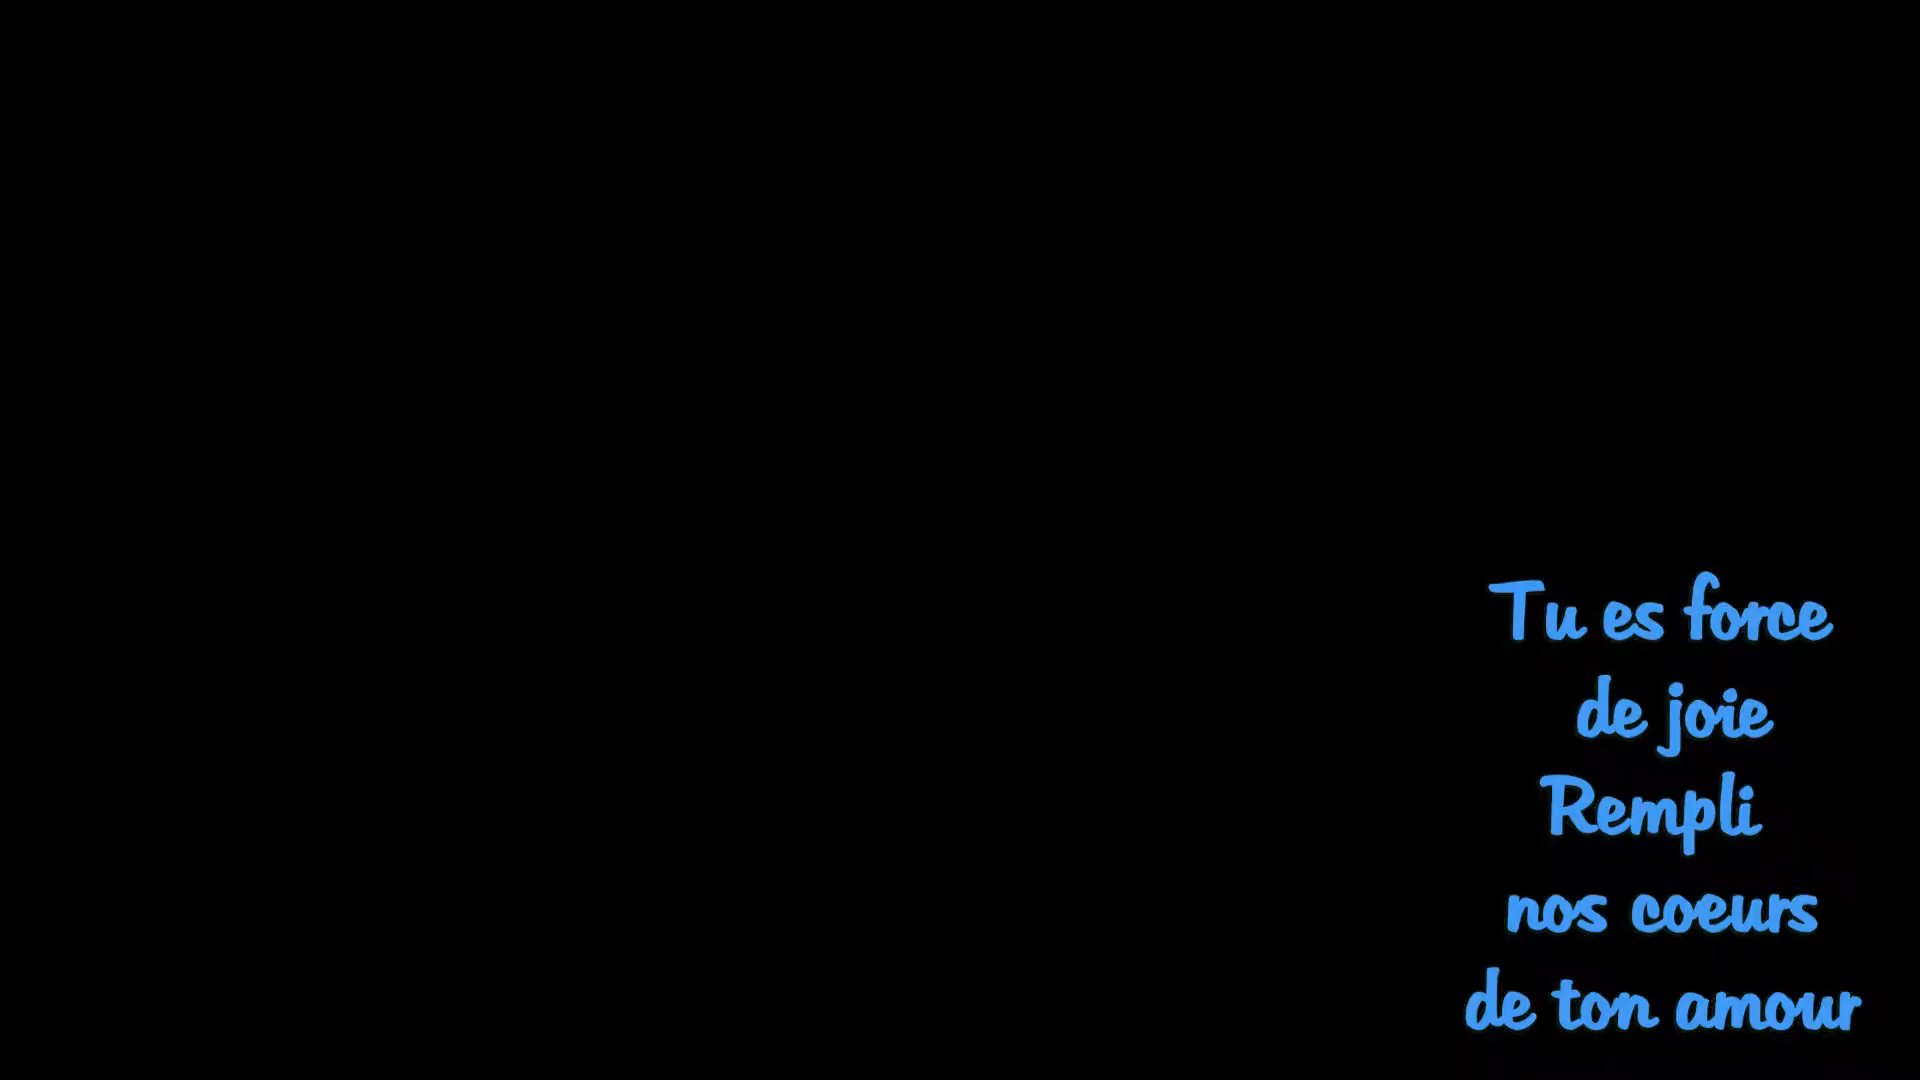 Tu es force
de joie
Rempli
nos coeurs
de ton amour